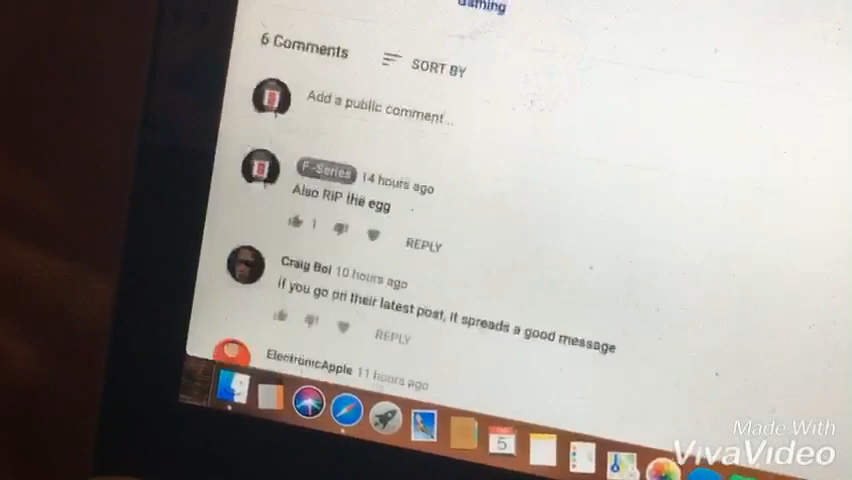 Gaming
6 Comments
SORT BY
Add a public comment...
F-Series 14 hours ago
Also RIP the egg
1
REPLY
Craig Boi 10 hours ago
if you go on their latest post, it spreads a good message
REPLY
ElectronicApple 11 hours ago
5
Made With
VivaVideo